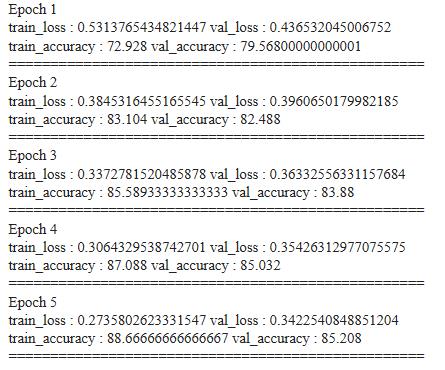 Epoch 1
train_loss : 0.5313765434821447 val_loss : 0.436532045006752
train_accuracy : 72.928 val_accuracy : 79.56800000000001
==================================================
Epoch 2
train_loss : 0.3845316455165545 val_loss : 0.3960650179982185
train_accuracy : 83.104 val_accuracy : 82.488
==================================================
Epoch 3
train_loss : 0.3372781520485878 val_loss : 0.36332556331157684
train_accuracy : 85.58933333333333 val_accuracy : 83.88
==================================================
Epoch 4
train_loss : 0.3064329538742701 val_loss : 0.35426312977075575
train_accuracy : 87.088 val_accuracy : 85.032
==================================================
Epoch 5
train_loss : 0.2735802623331547 val_loss : 0.3422540848851204
train_accuracy : 88.66666666666667 val_accuracy : 85.208
==================================================